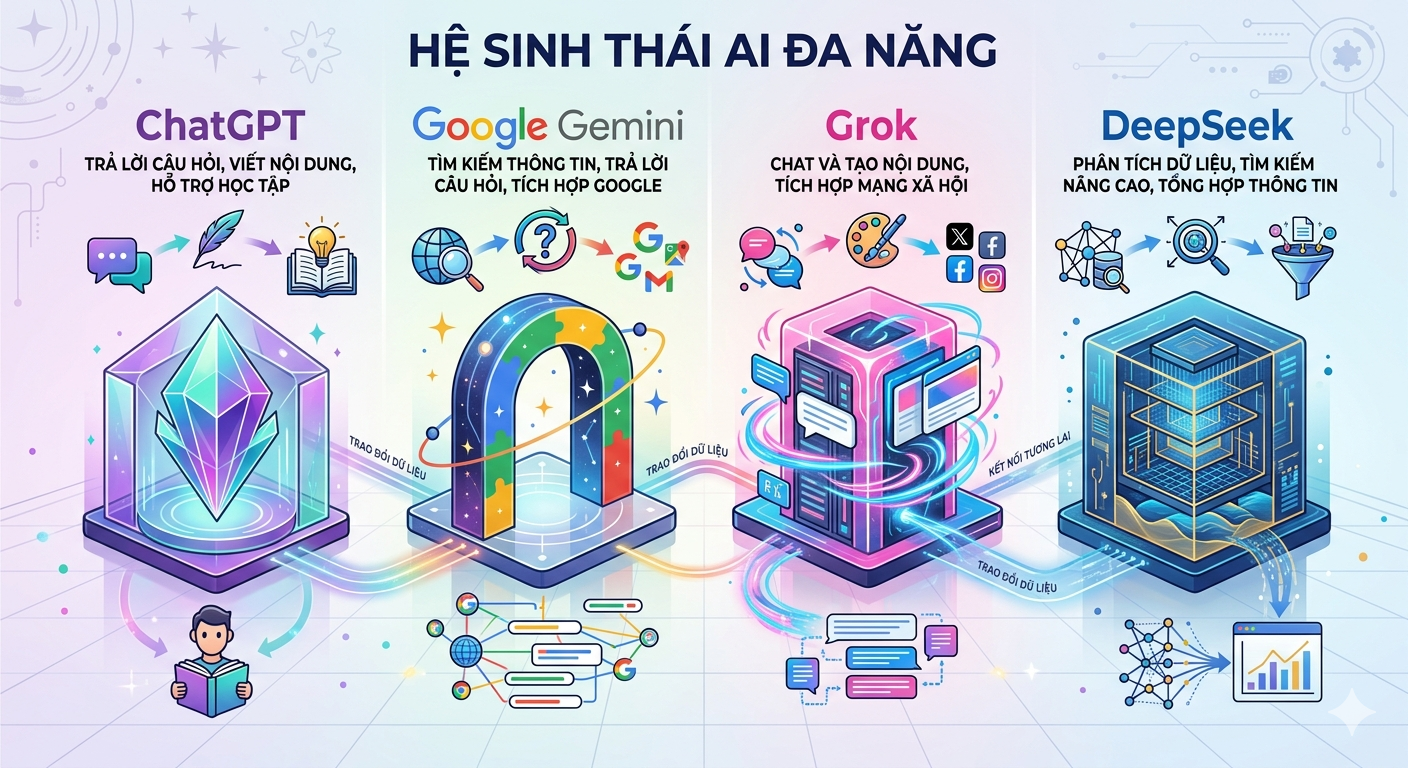 HỆ SINH THÁI AI ĐA NĂNG
ChatGPT
TRẢ LỜI CÂU HỎI, VIẾT NỘI DUNG,
HỖ TRỢ HỌC TẬP
Google Gemini
TÌM KIẾM THÔNG TIN, TRẢ LỜI
CÂU HỎI, TÍCH HỢP GOOGLE
Grok
CHAT VÀ TẠO NỘI DUNG,
TÍCH HỢP MẠNG XÃ HỘI
DeepSeek
PHÂN TÍCH DỮ LIỆU, TÌM KIẾM
NÂNG CAO, TỔNG HỢP THÔNG TIN
TRAO ĐỔI DỮ LIỆU
TRAO ĐỔI DỮ LIỆU
KẾT NỐI TƯƠNG LAI
TRAO ĐỔI DỮ LIỆU